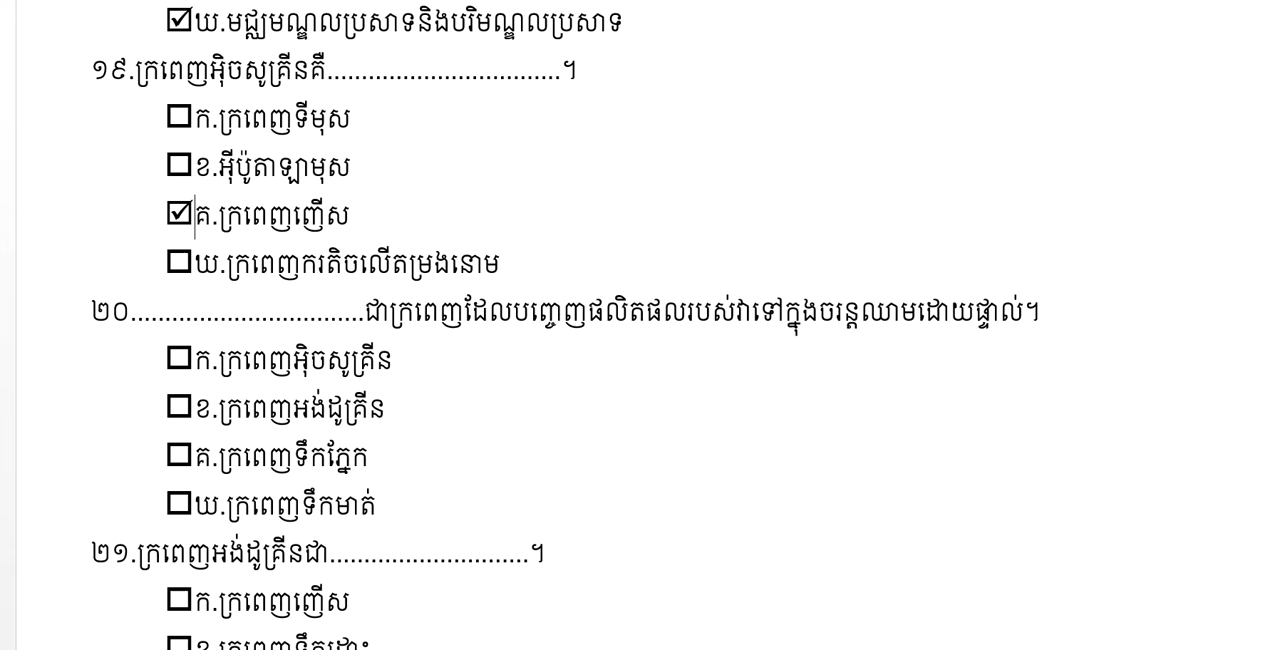 ☑ឃ.មជ្ឈមណ្ឌលប្រសាទនិងបរិមណ្ឌលប្រសាទ
១៩.ក្រពេញអ៊ិចសូគ្រីនគឺ..................................។
☐ក.ក្រពេញទីមុស
☐ខ.អ៊ីប៉ូតាឡាមុស
☑គ.ក្រពេញញើស
☐ឃ.ក្រពេញករតិចលើតម្រងនោម
២០..................................ជាក្រពេញដែលបញ្ចេញផលិតផលរបស់វាទៅក្នុងចរន្តឈាមដោយផ្ទាល់។
☐ក.ក្រពេញអ៊ិចសូគ្រីន
☐ខ.ក្រពេញអង់ដូគ្រីន
☐គ.ក្រពេញទឹកភ្នែក
☐ឃ.ក្រពេញទឹកមាត់
២១.ក្រពេញអង់ដូគ្រីនជា.............................។
☐ក.ក្រពេញញើស